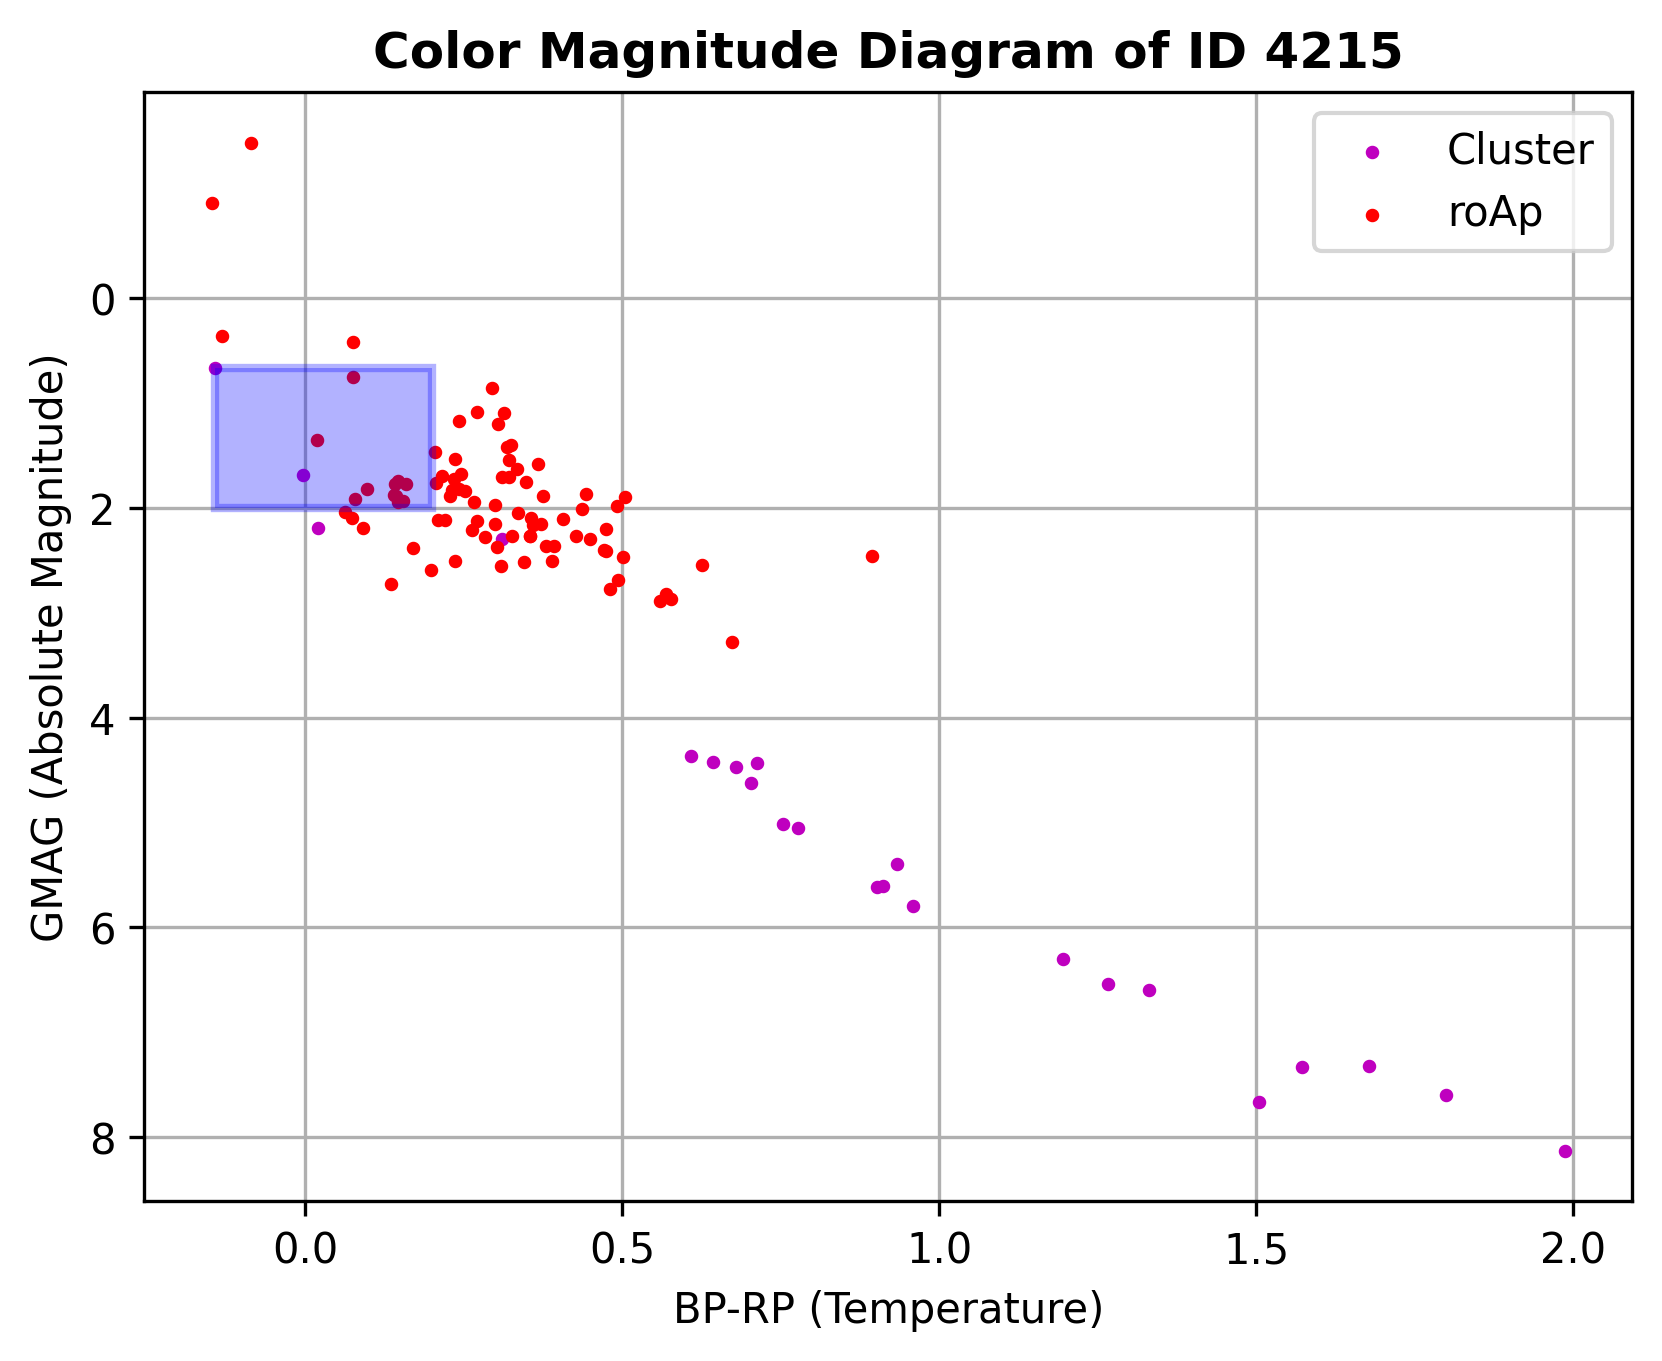 Color Magnitude Diagram of ID 4215
Cluster
roAp
GMAG (Absolute Magnitude)
0
2
4
6
8
0.0 0.5 1.0 1.5 2.0
BP-RP (Temperature)